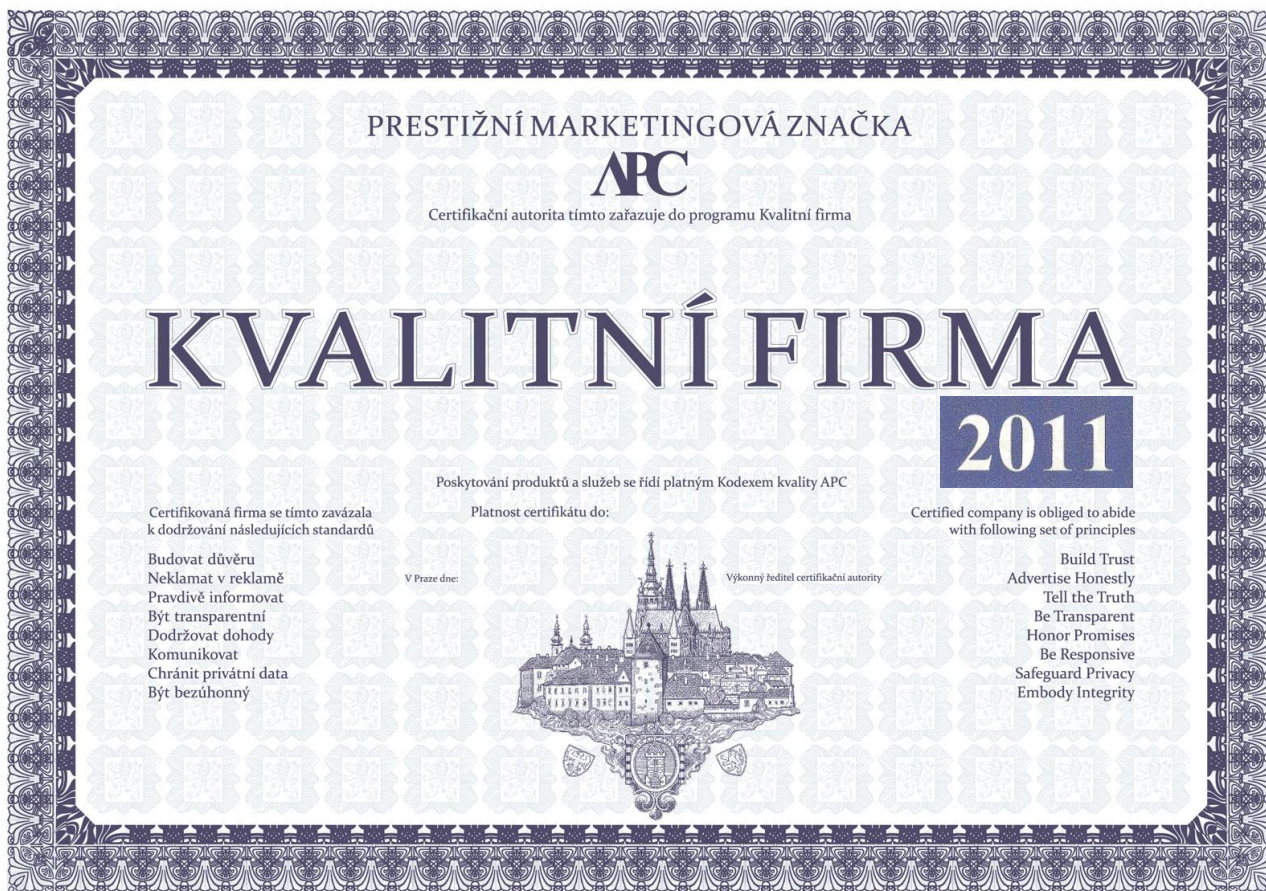 PRESTIŽNÍ MARKETINGOVÁ ZNAČKA
APC
Certifikační autorita tímto zařazuje do programu Kvalitní firma
KVALITNÍ FIRMA
2011
Poskytování produktů a služeb se řídí platným Kodexem kvality APC
Platnost certifikátu do:
Certifikovaná firma se tímto zavázala
k dodržování následujících standardů
Budovat důvěru
Neklamat v reklamě
Pravdivě informovat
Být transparentní
Dodržovat dohody
Komunikovat
Chránit privátní data
Být bezúhonný
V Praze dne:
Výkonný ředitel certifikační autority
Certified company is obliged to abide
with following set of principles
Build Trust
Advertise Honestly
Tell the Truth
Be Transparent
Honor Promises
Be Responsive
Safeguard Privacy
Embody Integrity